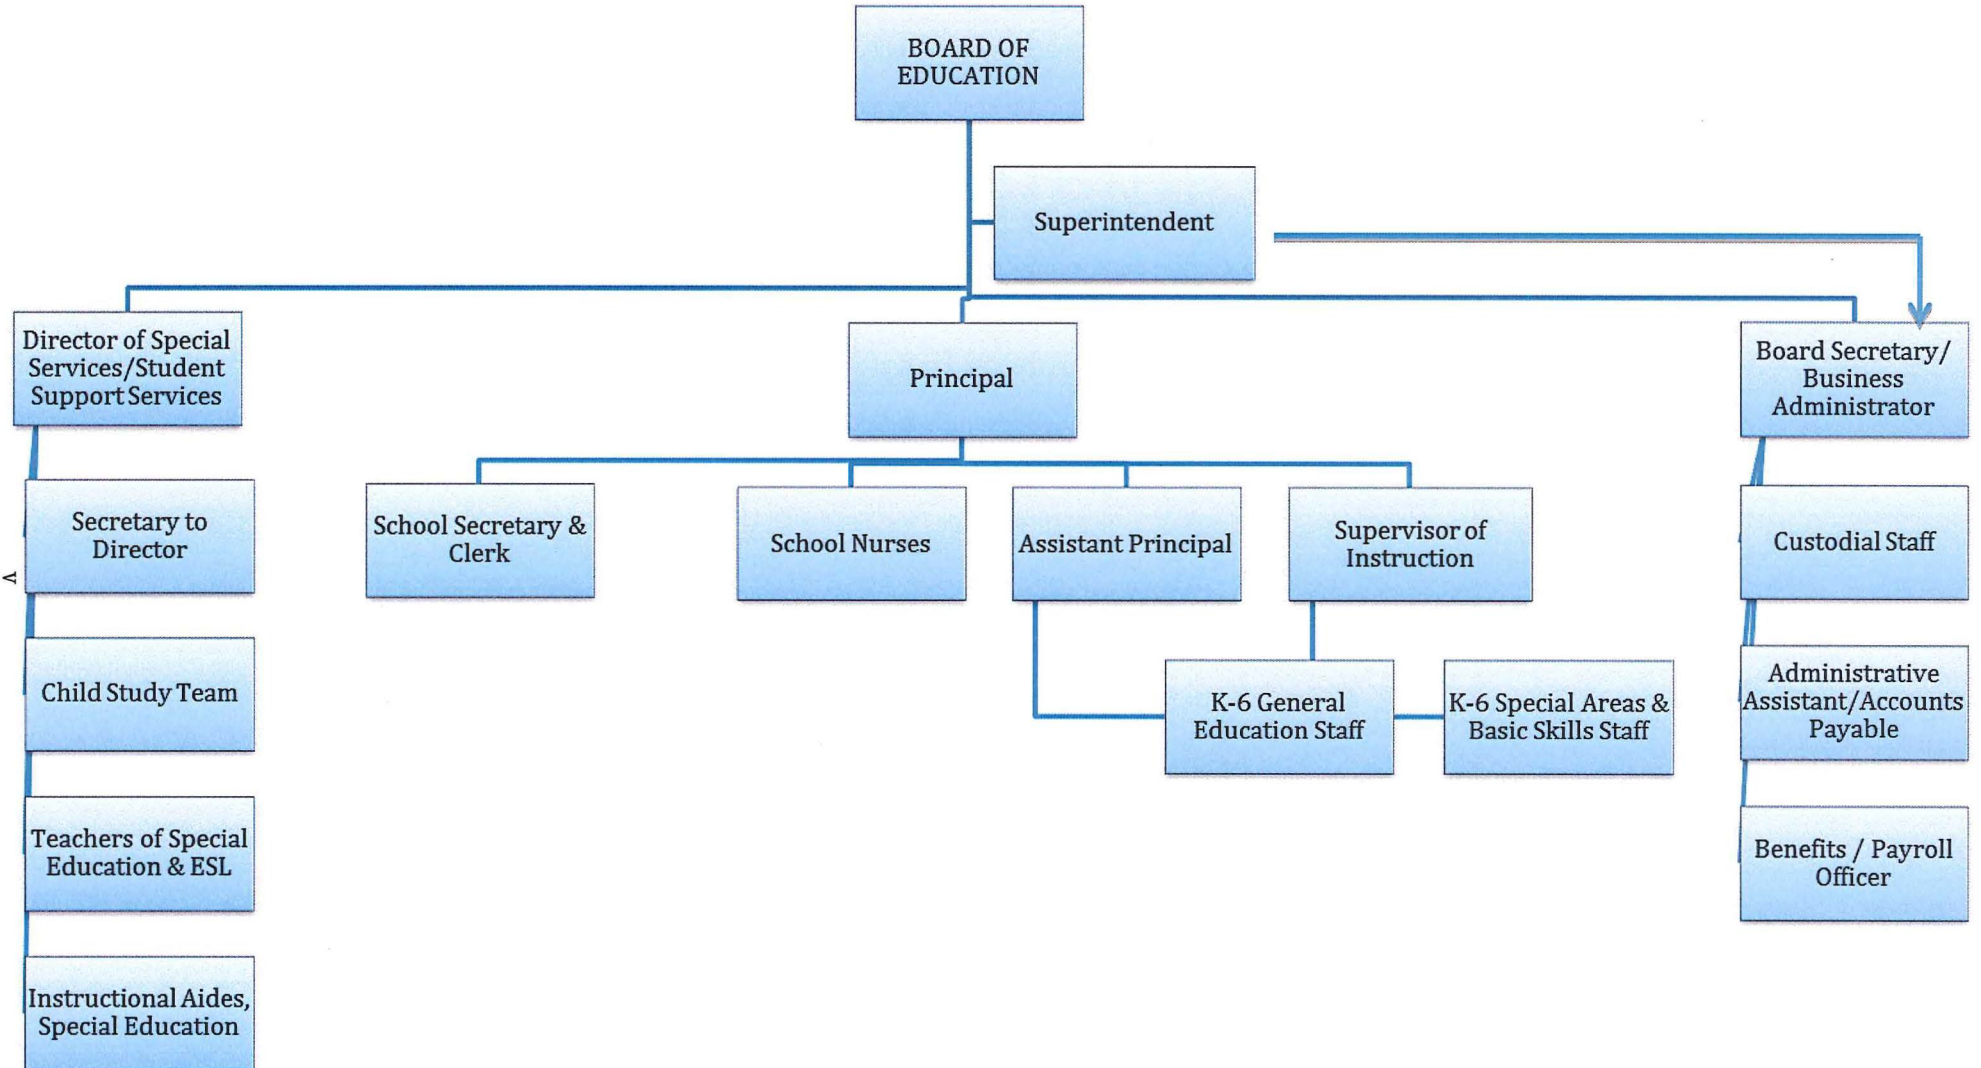 BOARD OF
EDUCATION
Superintendent
Director of Special
Services/Student
Support Services
Principal
Board Secretary/
Business
Administrator
Secretary to
Director
School Secretary &
Clerk
School Nurses
Assistant Principal
Supervisor of
Instruction
Custodial Staff
v
Child Study Team
K-6 General
Education Staff
K-6 Special Areas &
Basic Skills Staff
Administrative
Assistant/Accounts
Payable
Teachers of Special
Education & ESL
Benefits / Payroll
Officer
Instructional Aides,
Special Education